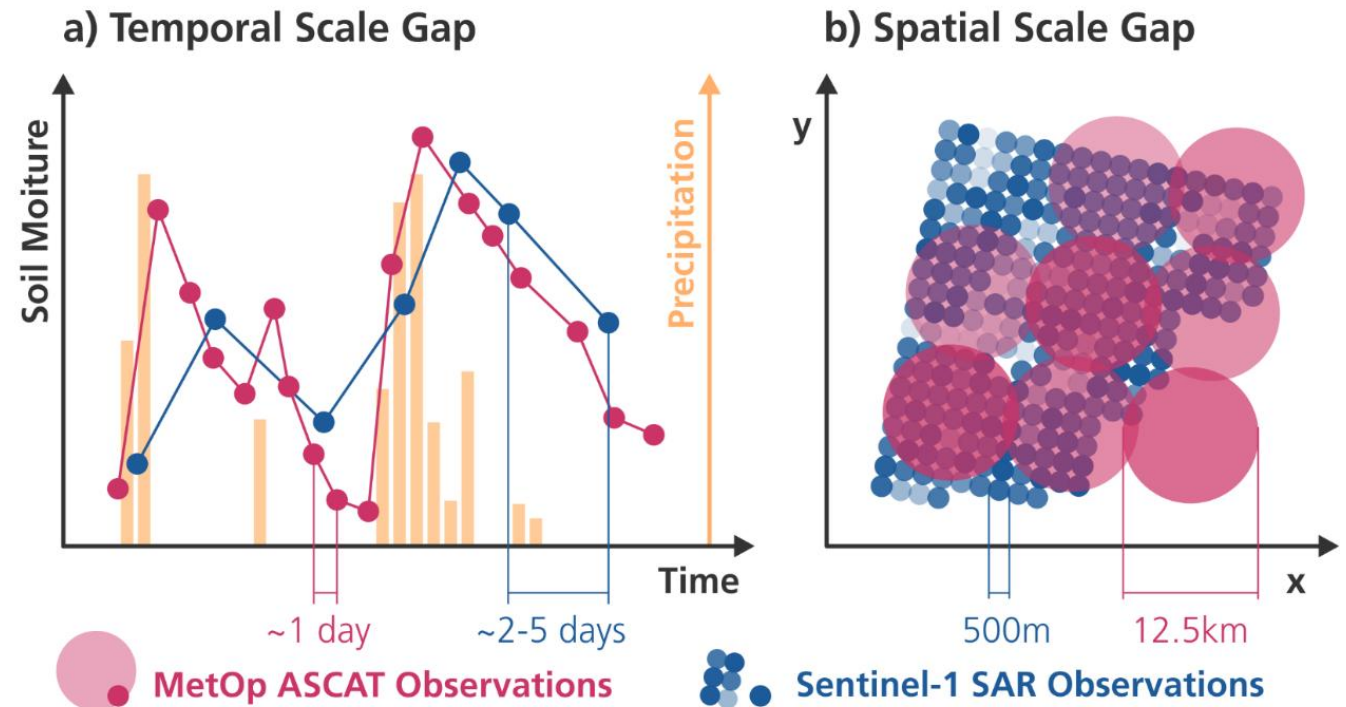 a) Temporal Scale Gap
b) Spatial Scale Gap
Soil Moiture
Precipitation
y
Time
x
~1 day
~2-5 days
500m
12.5km
MetOp ASCAT Observations
Sentinel-1 SAR Observations